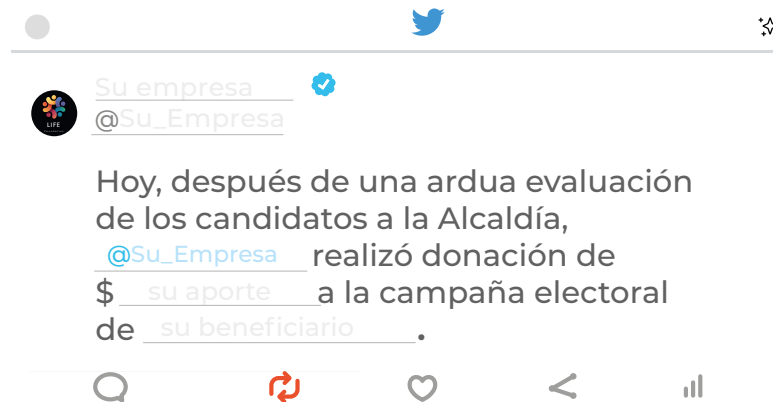 Su empresa
@Su_Empresa
LIFE
Hoy, después de una ardua evaluación
de los candidatos a la Alcaldía,
@Su_Empresa realizó donación de
$ su aporte a la campaña electoral
de su beneficiario .